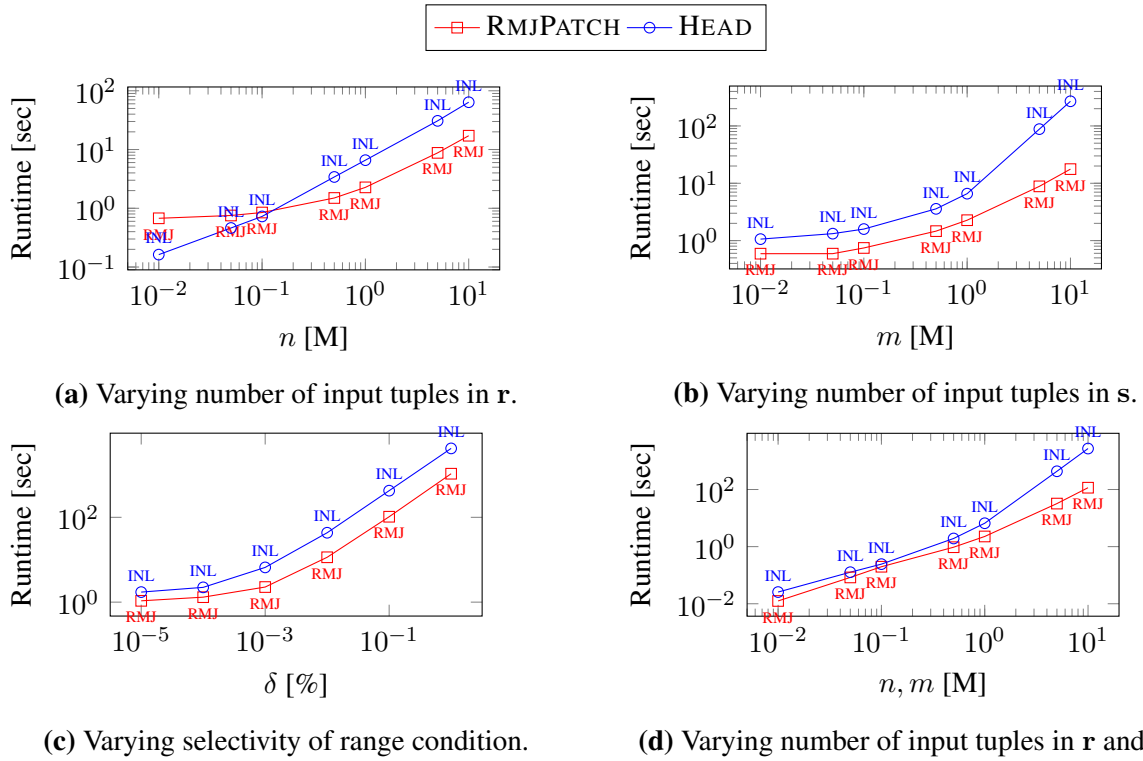 RMJPATCH HEAD
Runtime [sec]
10^2
10^1
10^0
10^-1
INL INL INL INL INL INL INL
RMJ RMJ RMJ RMJ RMJ RMJ RMJ
10^-2 10^-1 10^0 10^1
n [M]
(a) Varying number of input tuples in r.
Runtime [sec]
10^2
10^1
10^0
INL INL INL INL INL INL INL
RMJ RMJ RMJ RMJ RMJ RMJ RMJ
10^-2 10^-1 10^0 10^1
m [M]
(b) Varying number of input tuples in s.
Runtime [sec]
10^2
10^0
INL INL INL INL INL INL
RMJ RMJ RMJ RMJ RMJ RMJ
10^-5 10^-3 10^-1
δ [%]
(c) Varying selectivity of range condition.
Runtime [sec]
10^2
10^0
10^-2
INL INL INL INL INL INL INL
RMJ RMJ RMJ RMJ RMJ RMJ RMJ
10^-2 10^-1 10^0 10^1
n, m [M]
(d) Varying number of input tuples in r and